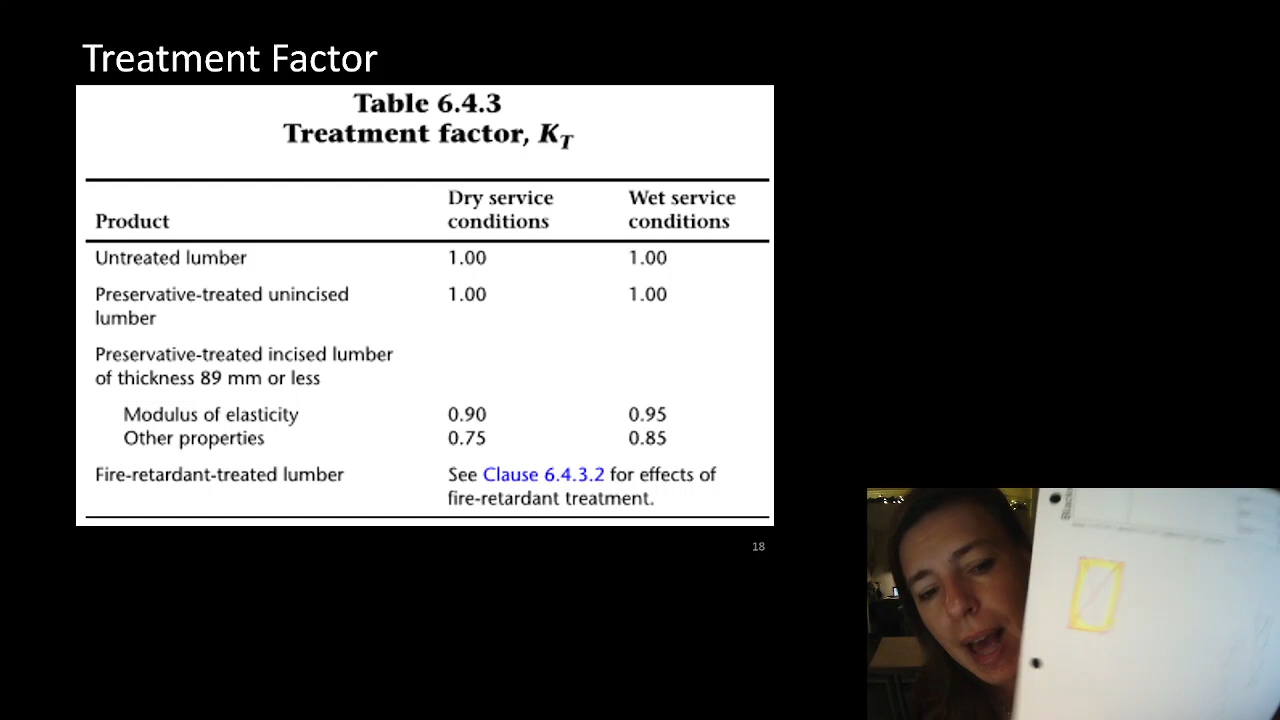 Treatment Factor
Table 6.4.3
Treatment factor, K_T
Product Dry service conditions Wet service conditions
Untreated lumber 1.00 1.00
Preservative-treated unincised 1.00 1.00
lumber
Preservative-treated incised lumber
of thickness 89 mm or less
Modulus of elasticity 0.90 0.95
Other properties 0.75 0.85
Fire-retardant-treated lumber See Clause 6.4.3.2 for effects of
fire-retardant treatment.
18